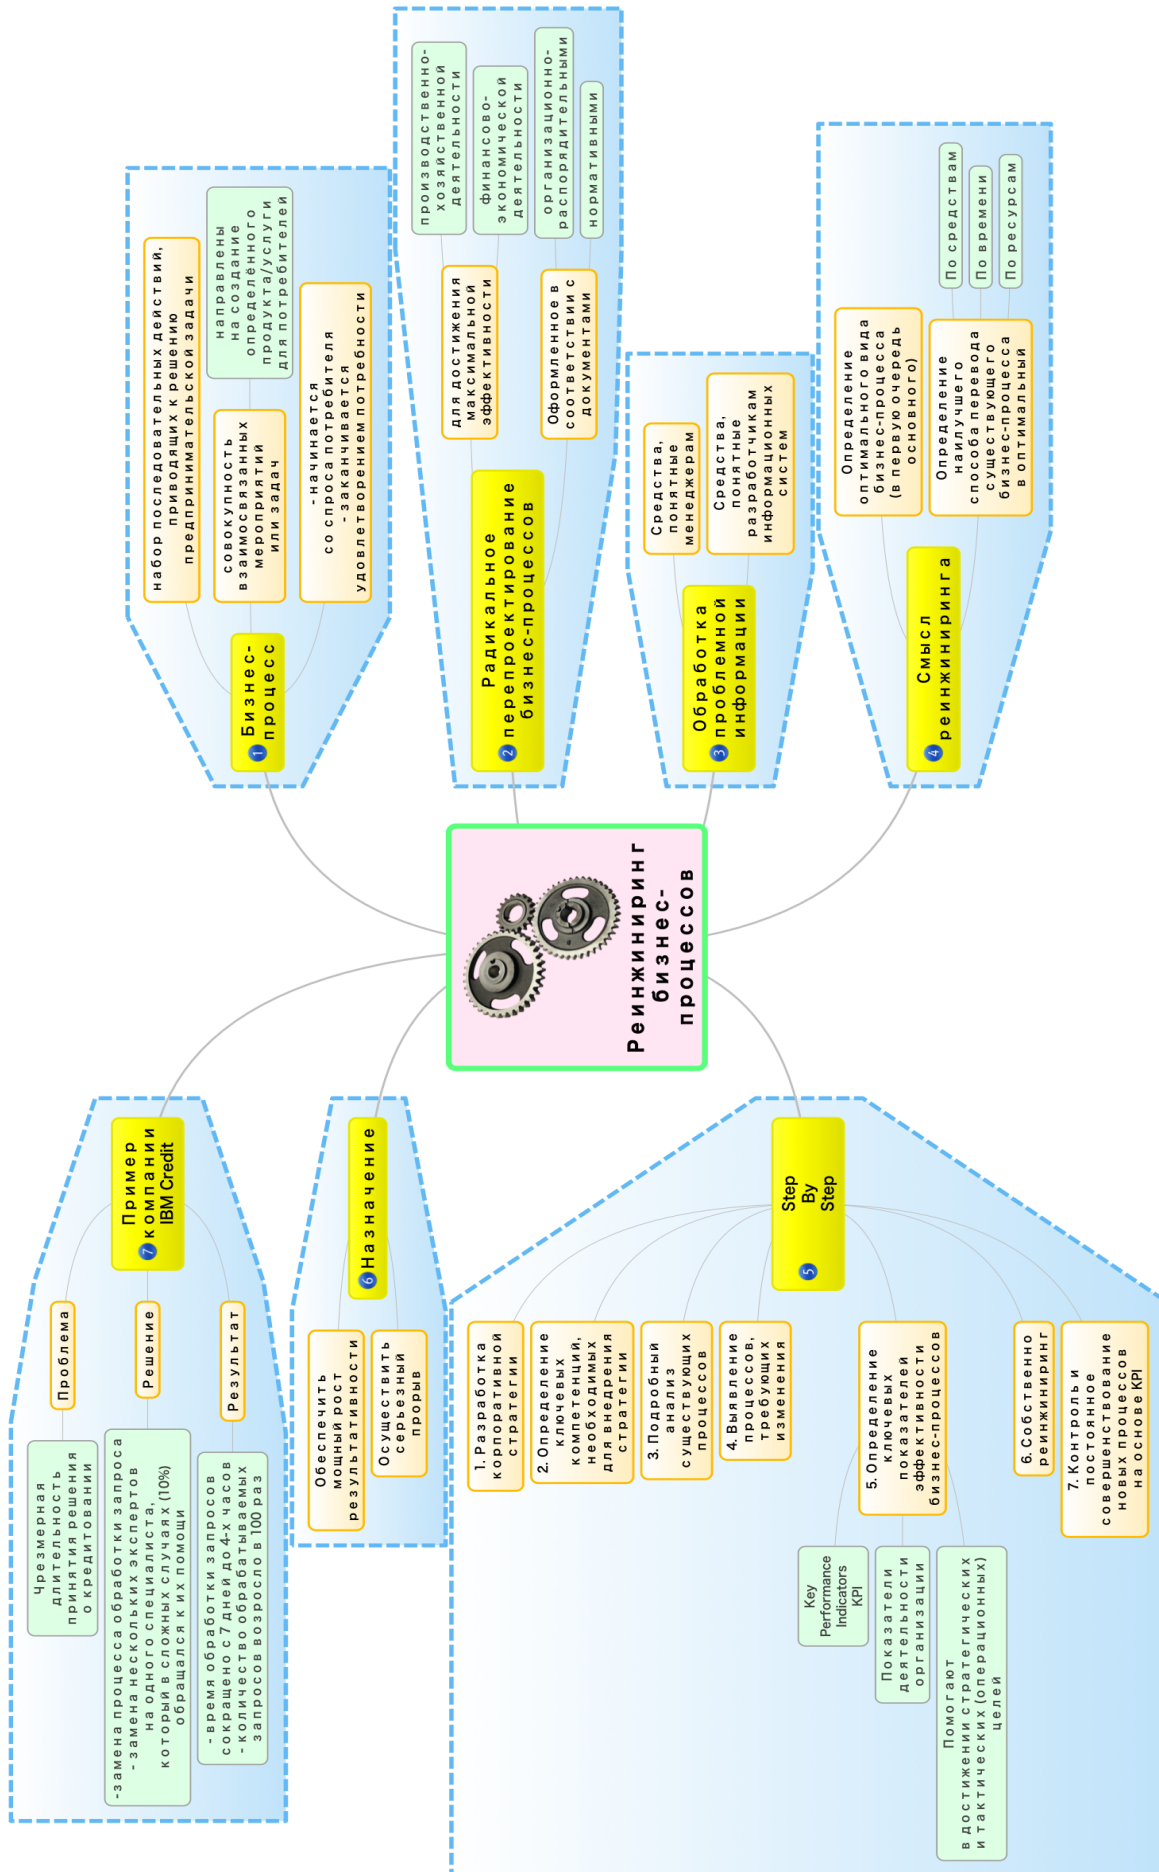 Реинжиниринг
бизнес-
процессов
1
Бизнес-
процесс
набор последовательных действий,
приводящих к решению
предпринимательской задачи
совокупность
взаимосвязанных
мероприятий
или задач
направлены
на создание
определённого
продукта/услуги
для потребителей
- начинается
со спроса потребителя
- заканчивается
удовлетворением потребности
2
Радикальное
перепроектирование
бизнес-процессов
для достижения
максимальной
эффективности
производственно-
хозяйственной
деятельности
финансово-
экономической
деятельности
Оформленное в
соответствии с
документами
организационно-
распорядительными
нормативными
3
Обработка
проблемной
информации
Средства,
понятные
менеджерам
Средства,
понятные
разработчикам
информационных
систем
4
Смысл
реинжиниринга
Определение
оптимального вида
бизнес-процесса
(в первую очередь
основного)
Определение
наилучшего
способа перевода
существующего
бизнес-процесса
в оптимальный
По средствам
По времени
По ресурсам
5
Step
By
Step
1. Разработка
корпоративной
стратегии
2. Определение
ключевых
компетенций,
необходимых
для внедрения
стратегии
3. Подробный
анализ
существующих
процессов
4. Выявление
процессов,
требующих
изменения
5. Определение
ключевых
показателей
эффективности
бизнес-процессов
Key
Performance
Indicators
KPI
Показатели
деятельности
организации
Помогают
в достижении стратегических
и тактических (операционных)
целей
6. Собственно
реинжиниринг
7. Контроль и
постоянное
совершенствование
новых процессов
на основе KPI
6
Назначение
Обеспечить
мощный рост
результативности
Осуществить
серьезный
прорыв
7
Пример
компании
IBM Credit
Проблема
Чрезмерная
длительность
принятия решения
о кредитовании
Решение
-замена процесса обработки запроса
- замена нескольких экспертов
на одного специалиста,
который в сложных случаях (10%)
обращался к их помощи
Результат
- время обработки запросов
сокращено с 7 дней до 4-х часов
- количество обрабатываемых
запросов возросло в 100 раз